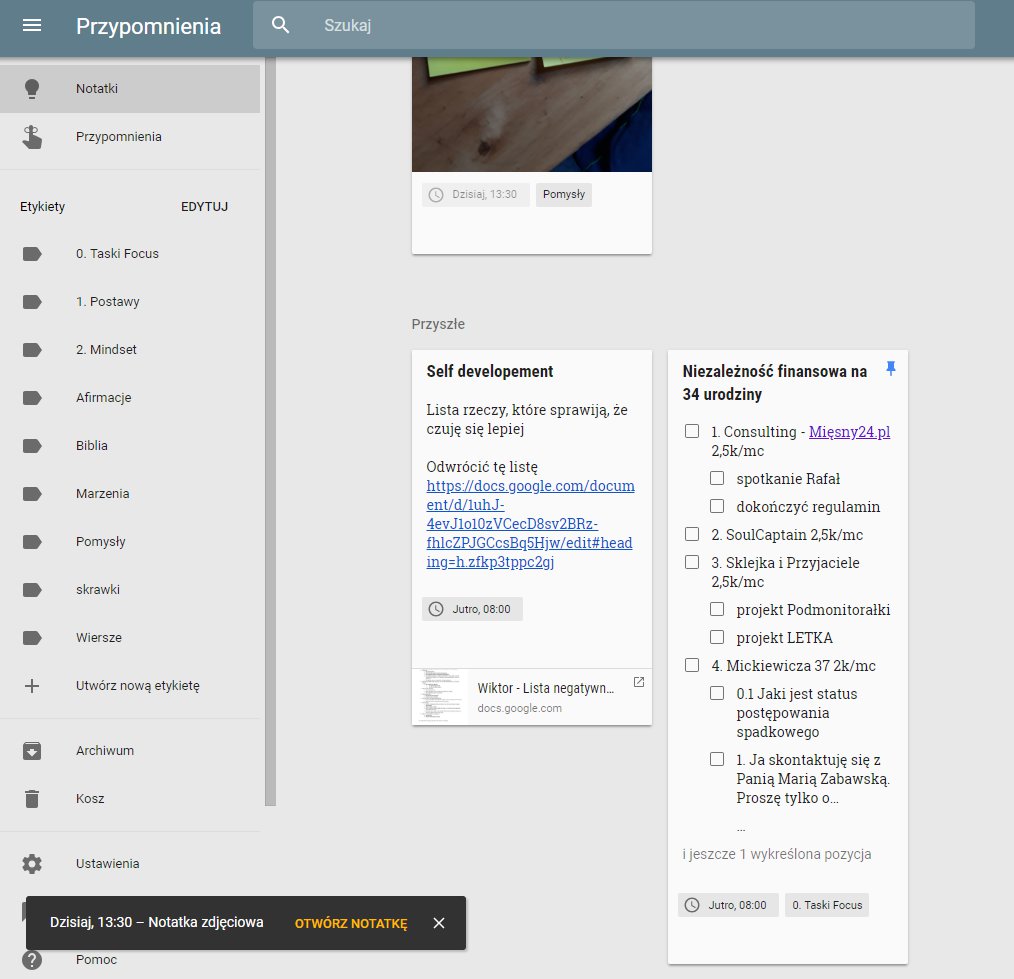 Przypomnienia
Szukaj
Notatki
Przypomnienia
Etykiety
EDYTUJ
0. Taski Focus
1. Postawy
2. Mindset
Afirmacje
Biblia
Marzenia
Pomysły
skrawki
Wiersze
Utwórz nową etykietę
Archiwum
Kosz
Ustawienia
Pomoc
Dzisiaj, 13:30
Pomysły
Przyszłe
Self developement
Lista rzeczy, które sprawiją, że
czuję się lepiej
Odwrócić tę listę
https://docs.google.com/docum
ent/d/1uhJ-
4evJ1o10zVCecD8sv2BRz-
fhlcZPJGCcsBq5Hjw/edit#head
ing=h.zfkp3tppc2gj
Jutro, 08:00
Wiktor - Lista negatywn...
docs.google.com
Niezależność finansowa na
34 urodziny
1. Consulting - Mięsny24.pl
2,5k/mc
spotkanie Rafał
dokończyć regulamin
2. SoulCaptain 2,5k/mc
3. Sklejka i Przyjaciele
2,5k/mc
projekt Podmonitorałki
projekt LETKA
4. Mickiewicza 37 2k/mc
0.1 Jaki jest status
postępowania
spadkowego
1. Ja skontaktuję się z
Panią Marią Zabawską.
Proszę tylko o...
...
i jeszcze 1 wykreślona pozycja
Jutro, 08:00
0. Taski Focus
Dzisiaj, 13:30 – Notatka zdjęciowa
OTWÓRZ NOTATKĘ